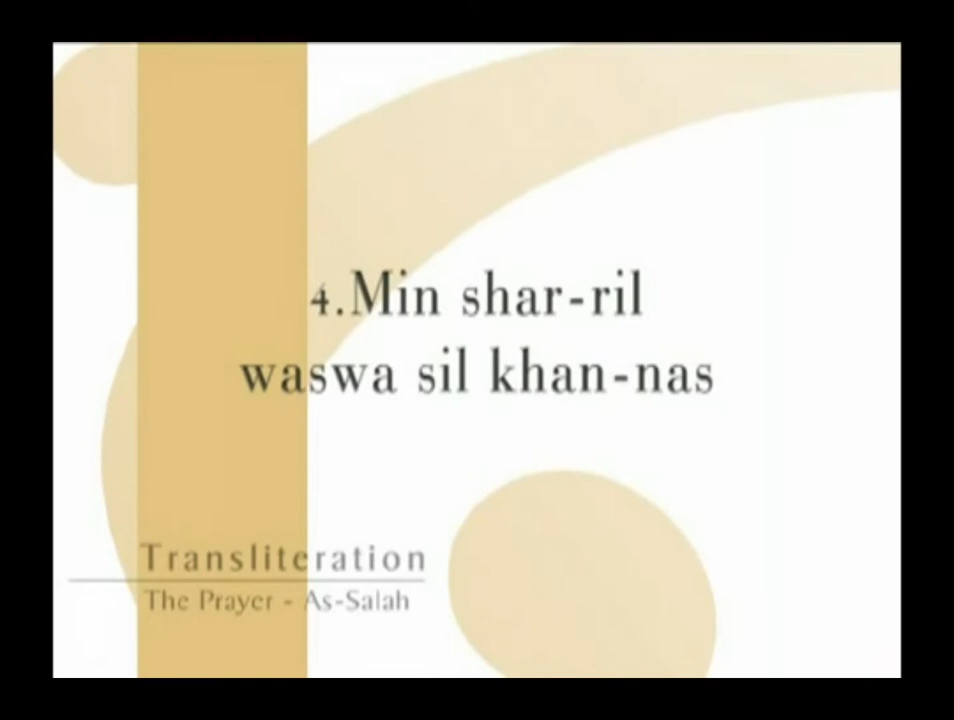 4.Min shar-ril
waswa sil khan-nas
Transliteration
The Prayer - As-Salah